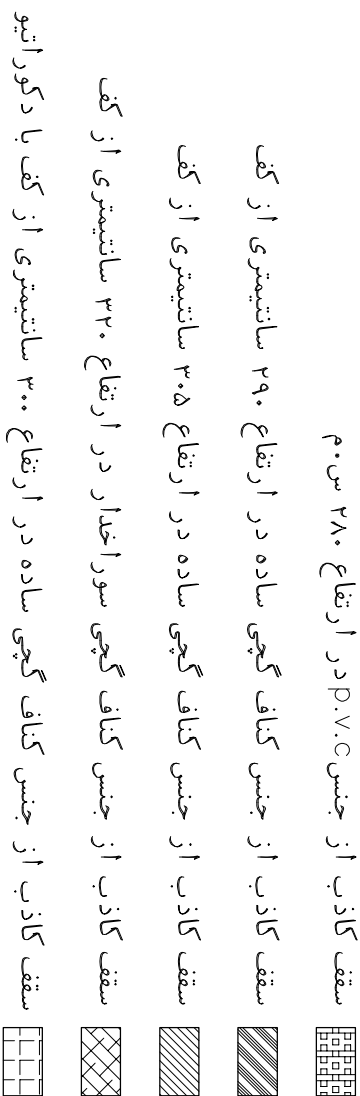 سقف کاذب از جنس p.v.c در ارتفاع ۲۸۰ س.م
سقف کاذب از جنس کناف گچی ساده در ارتفاع ۲۹۰ سانتیمتری از کف
سقف کاذب از جنس کناف گچی ساده در ارتفاع ۳۰۵ سانتیمتری از کف
سقف کاذب از جنس کناف گچی سوراخدار در ارتفاع ۳۲۰ سانتیمتری از کف
سقف کاذب از جنس کناف گچی ساده در ارتفاع ۳۰۰ سانتیمتری از کف با دکوراتیو